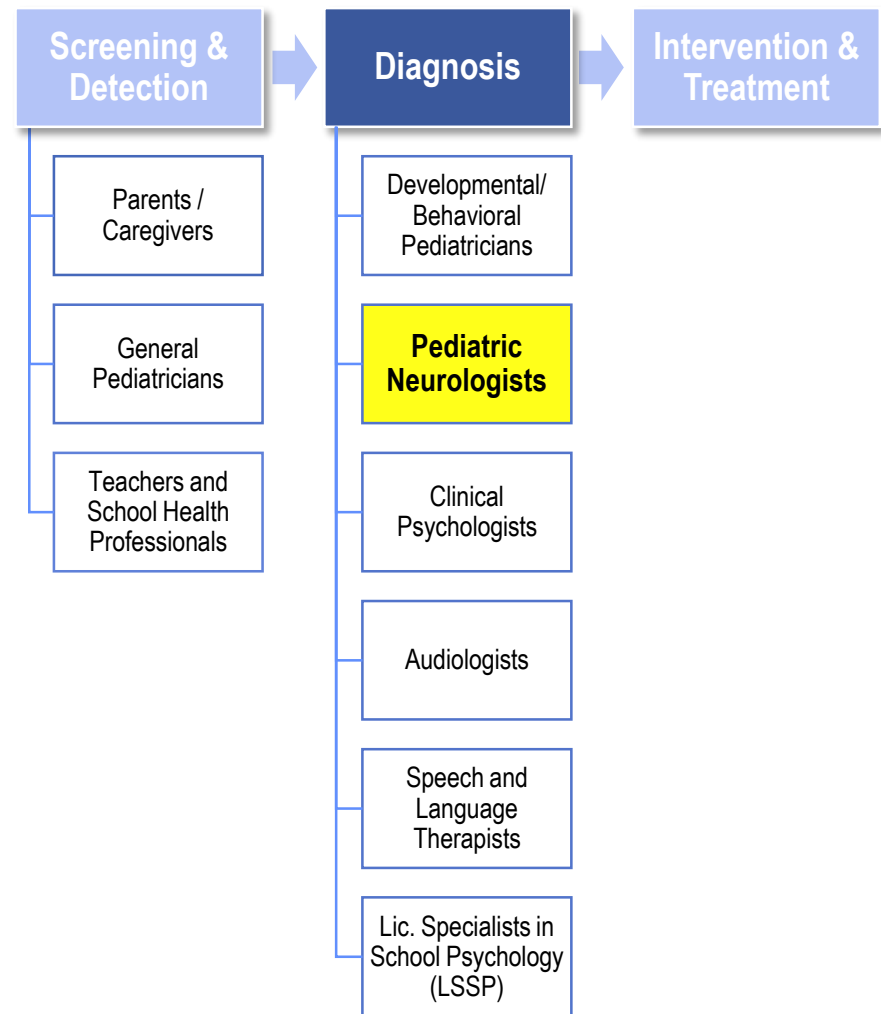 Screening &
Detection
Diagnosis
Intervention &
Treatment
Parents /
Caregivers
General
Pediatricians
Teachers and
School Health
Professionals
Developmental/
Behavioral
Pediatricians
Pediatric
Neurologists
Clinical
Psychologists
Audiologists
Speech and
Language
Therapists
Lic. Specialists in
School Psychology
(LSSP)